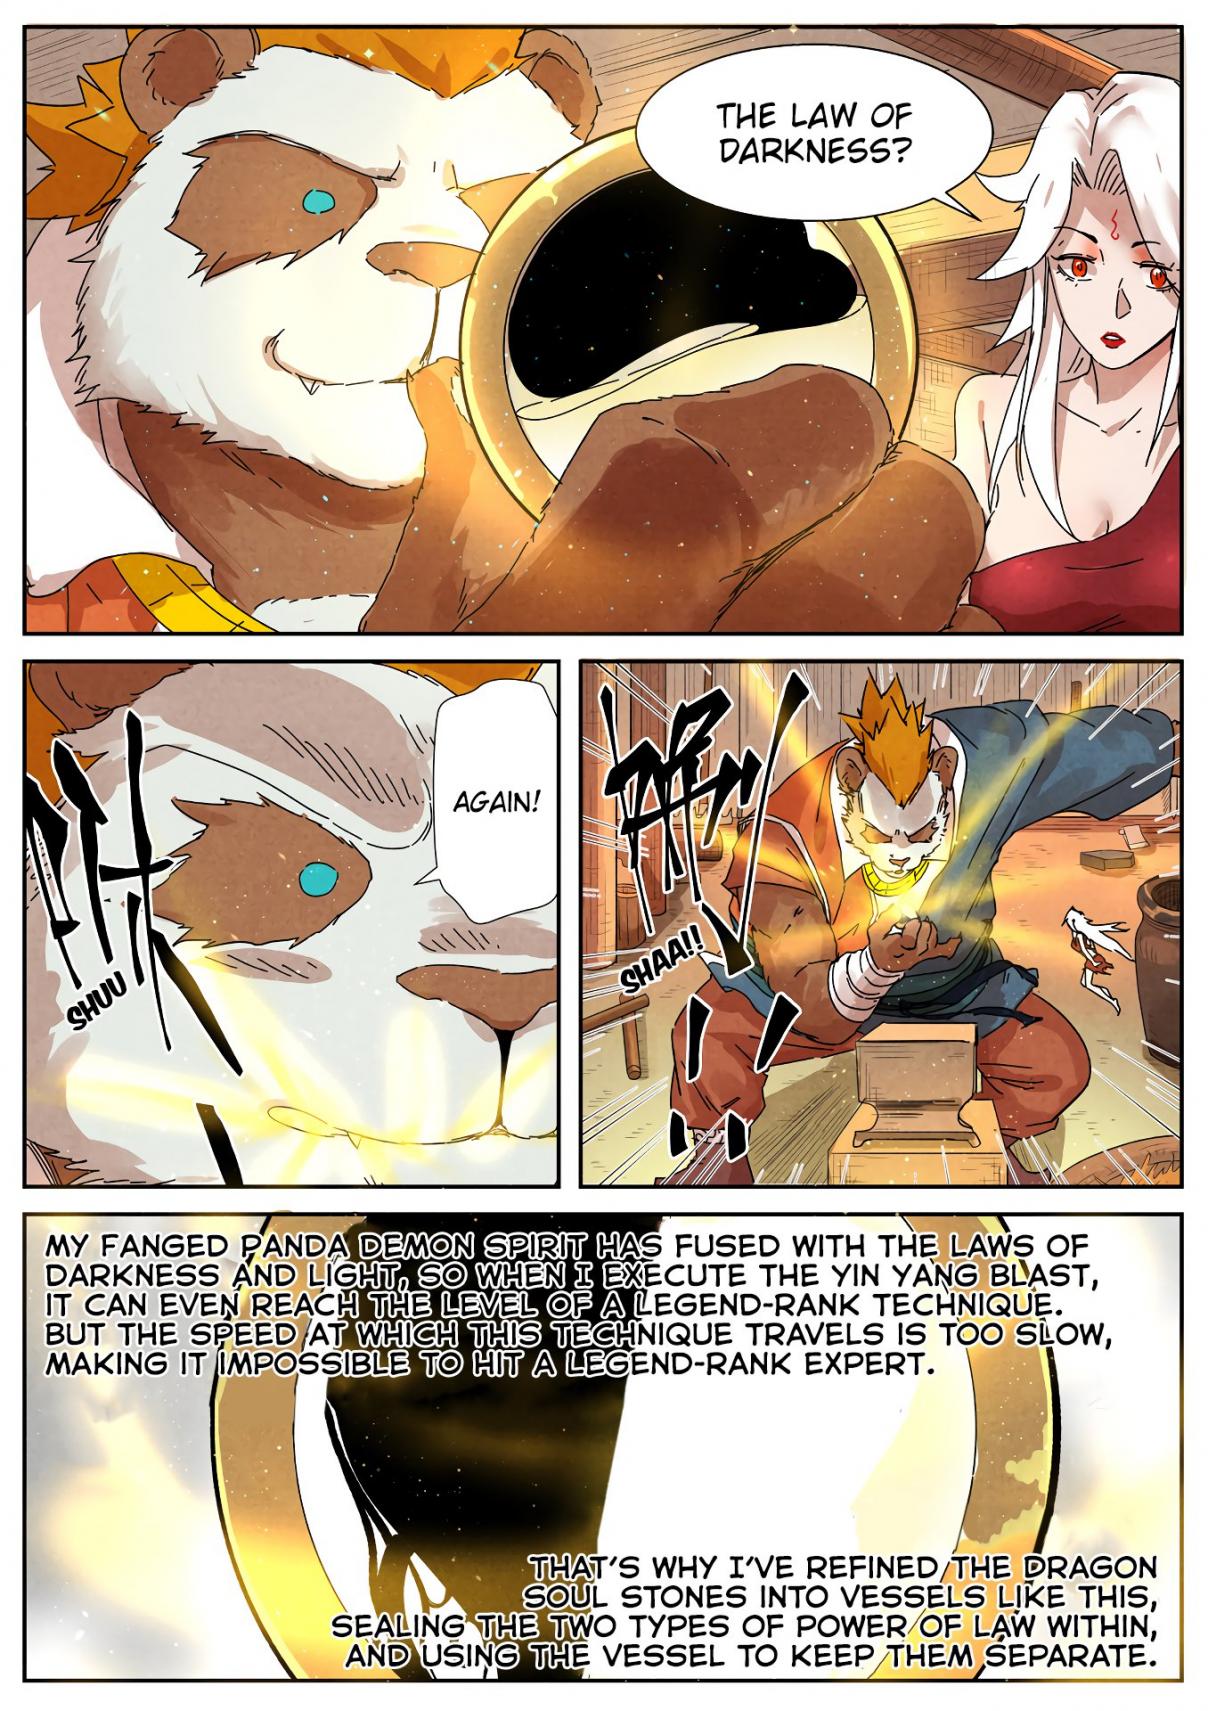 THE LAW OF
DARKNESS?
AGAIN!
SHUU
SHAA!!
MY FANGED PANDA DEMON SPIRIT HAS FUSED WITH THE LAWS OF
DARKNESS AND LIGHT, SO WHEN I EXECUTE THE YIN YANG BLAST,
IT CAN EVEN REACH THE LEVEL OF A LEGEND-RANK TECHNIQUE.
BUT THE SPEED AT WHICH THIS TECHNIQUE TRAVELS IS TOO SLOW,
MAKING IT IMPOSSIBLE TO HIT A LEGEND-RANK EXPERT.
THAT'S WHY I'VE REFINED THE DRAGON
SOUL STONES INTO VESSELS LIKE THIS,
SEALING THE TWO TYPES OF POWER OF LAW WITHIN,
AND USING THE VESSEL TO KEEP THEM SEPARATE.